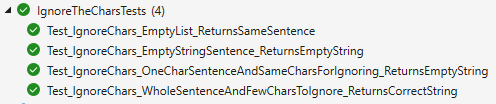 IgnoreTheCharsTests (4)
Test_IgnoreChars_EmptyList_ReturnsSameSentence
Test_IgnoreChars_EmptyStringSentence_ReturnsEmptyString
Test_IgnoreChars_OneCharSentenceAndSameCharsForIgnoring_ReturnsEmptyString
Test_IgnoreChars_WholeSentenceAndFewCharsToIgnore_ReturnsCorrectString